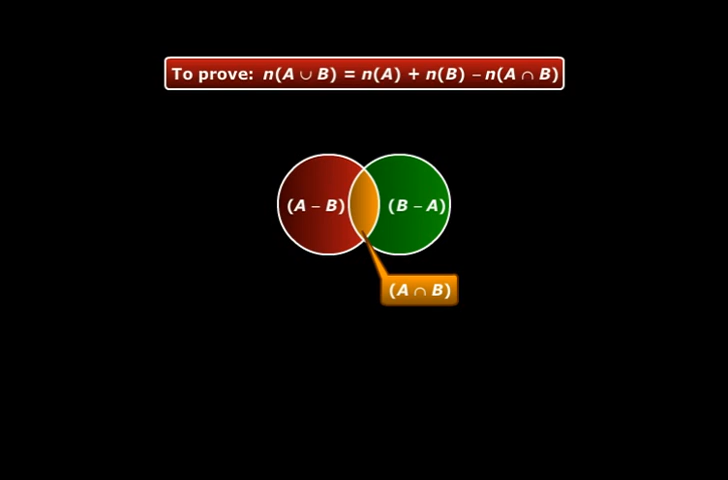 To prove: n(A ∪ B) = n(A) + n(B) – n(A ∩ B)
(A – B) (B – A)
(A ∩ B)